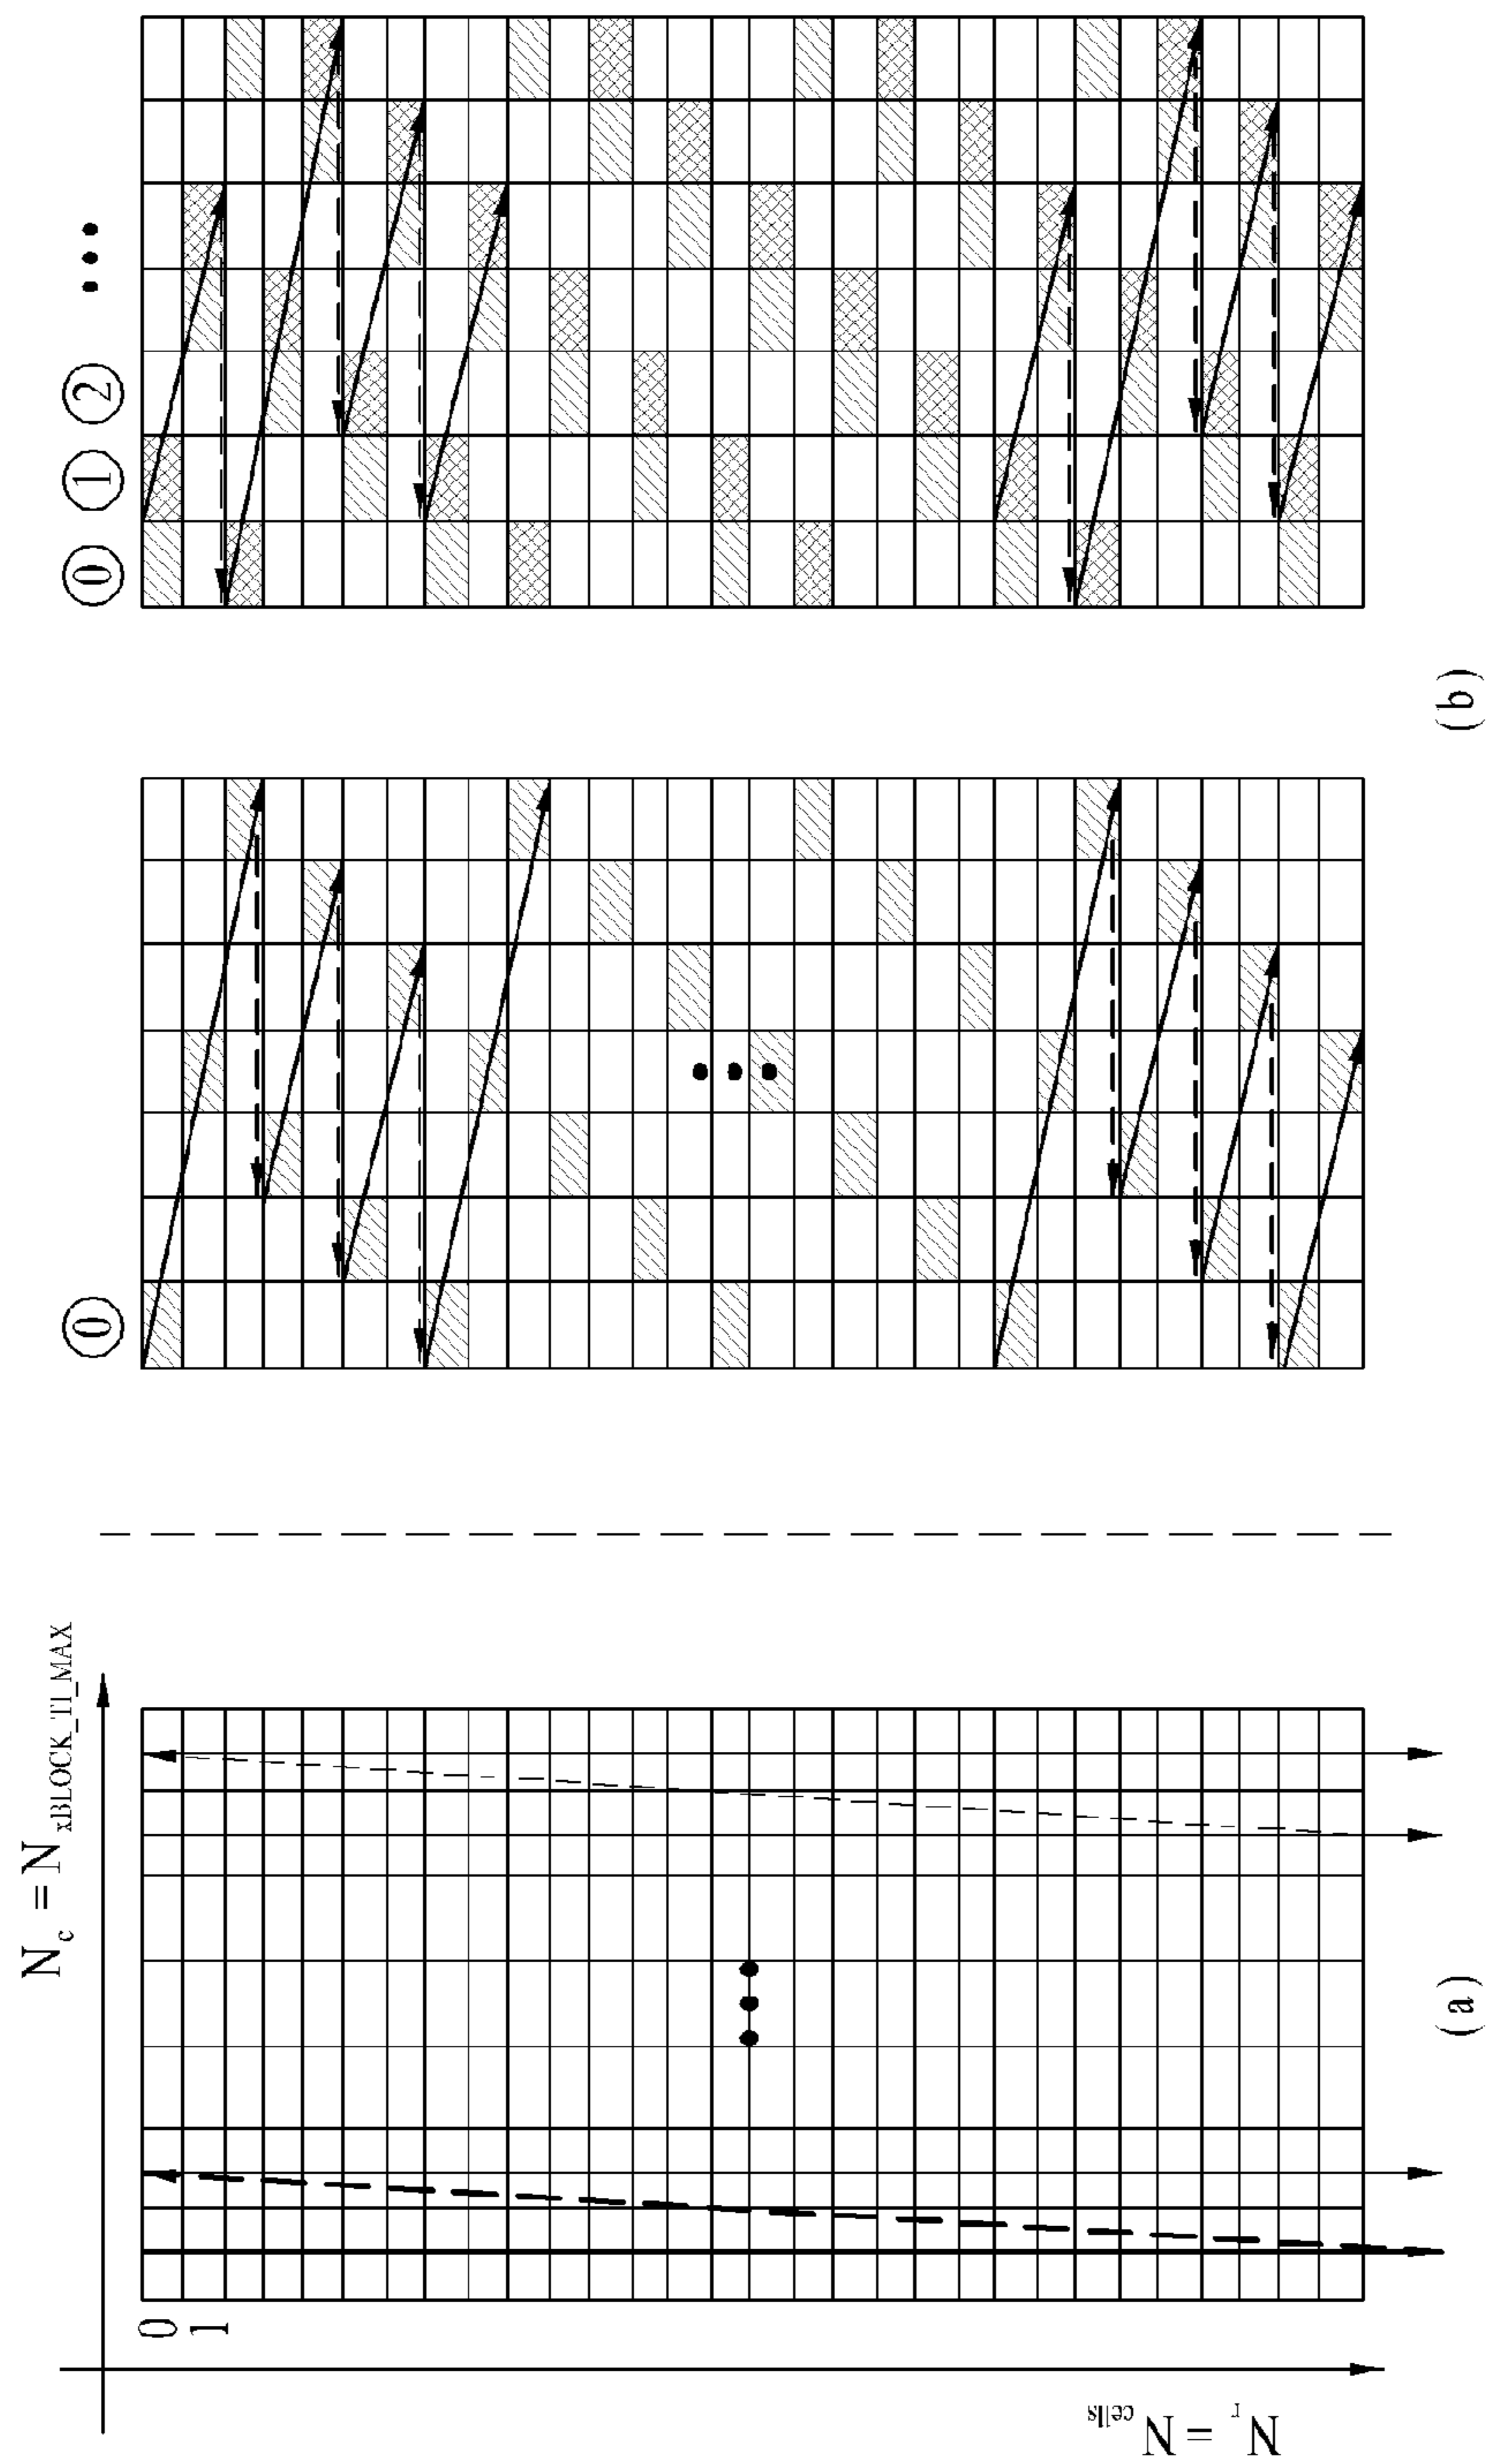 N_c = N_xBLOCK_TI_MAX
0
1
N_r = N_cells
(a)
⓪
⓪ ① ② •••
(b)